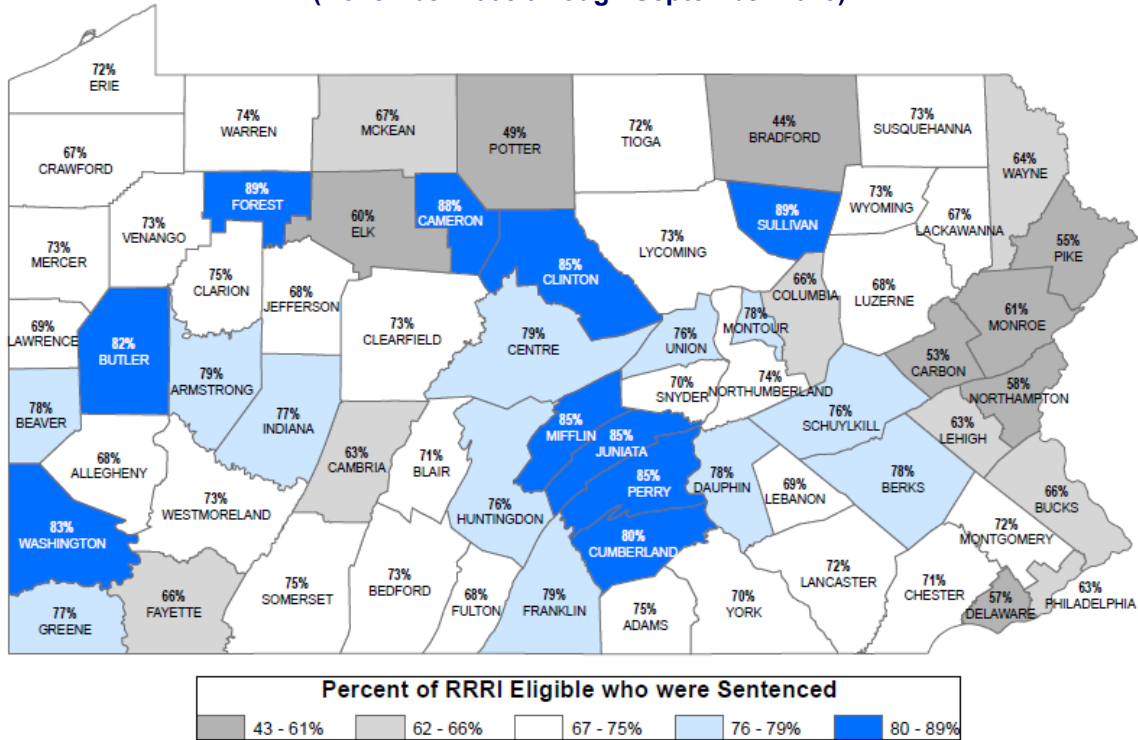 72%
ERIE
74%
WARREN
67%
MCKEAN
49%
POTTER
72%
TIOGA
44%
BRADFORD
73%
SUSQUEHANNA
64%
WAYNE
67%
CRAWFORD
89%
FOREST
60%
ELK
88%
CAMERON
85%
CLINTON
73%
LYCOMING
89%
SULLIVAN
73%
WYOMING
67%
LACKAWANNA
55%
PIKE
73%
MERCER
73%
VENANGO
75%
CLARION
68%
JEFFERSON
73%
CLEARFIELD
79%
CENTRE
76%
UNION
78%
MONTOUR
66%
COLUMBIA
68%
LUZERNE
61%
MONROE
69%
LAWRENCE
82%
BUTLER
79%
ARMSTRONG
77%
INDIANA
70%
SNYDER
74%
NORTHUMBERLAND
53%
CARBON
58%
NORTHAMPTON
78%
BEAVER
68%
ALLEGHENY
63%
CAMBRIA
71%
BLAIR
85%
MIFFLIN
85%
JUNIATA
76%
SCHUYLKILL
63%
LEHIGH
83%
WASHINGTON
73%
WESTMORELAND
76%
HUNTINGDON
85%
PERRY
78%
DAUPHIN
69%
LEBANON
78%
BERKS
66%
BUCKS
77%
GREENE
66%
FAYETTE
75%
SOMERSET
73%
BEDFORD
68%
FULTON
79%
FRANKLIN
80%
CUMBERLAND
75%
ADAMS
70%
YORK
72%
LANCASTER
71%
CHESTER
72%
MONTGOMERY
57%
DELAWARE
63%
PHILADELPHIA
Percent of RRRI Eligible who were Sentenced
43 - 61%
62 - 66%
67 - 75%
76 - 79%
80 - 89%